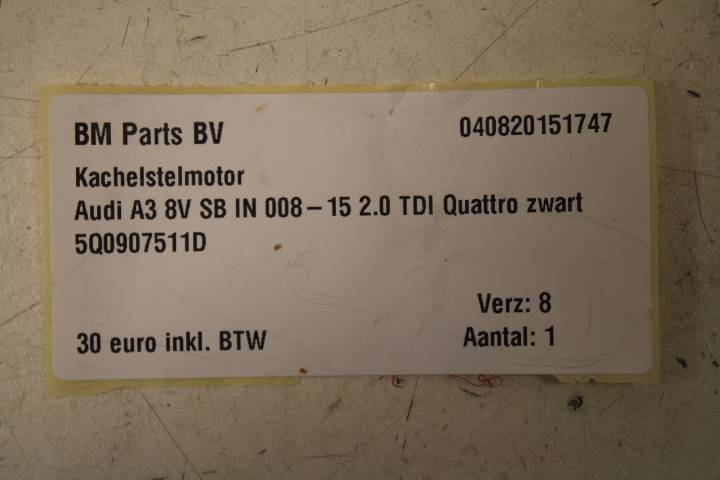 BM Parts BV 040820151747
Kachelstelmotor
Audi A3 8V SB IN 008-15 2.0 TDI Quattro zwart
5Q0907511D
Verz: 8
30 euro inkl. BTW Aantal: 1